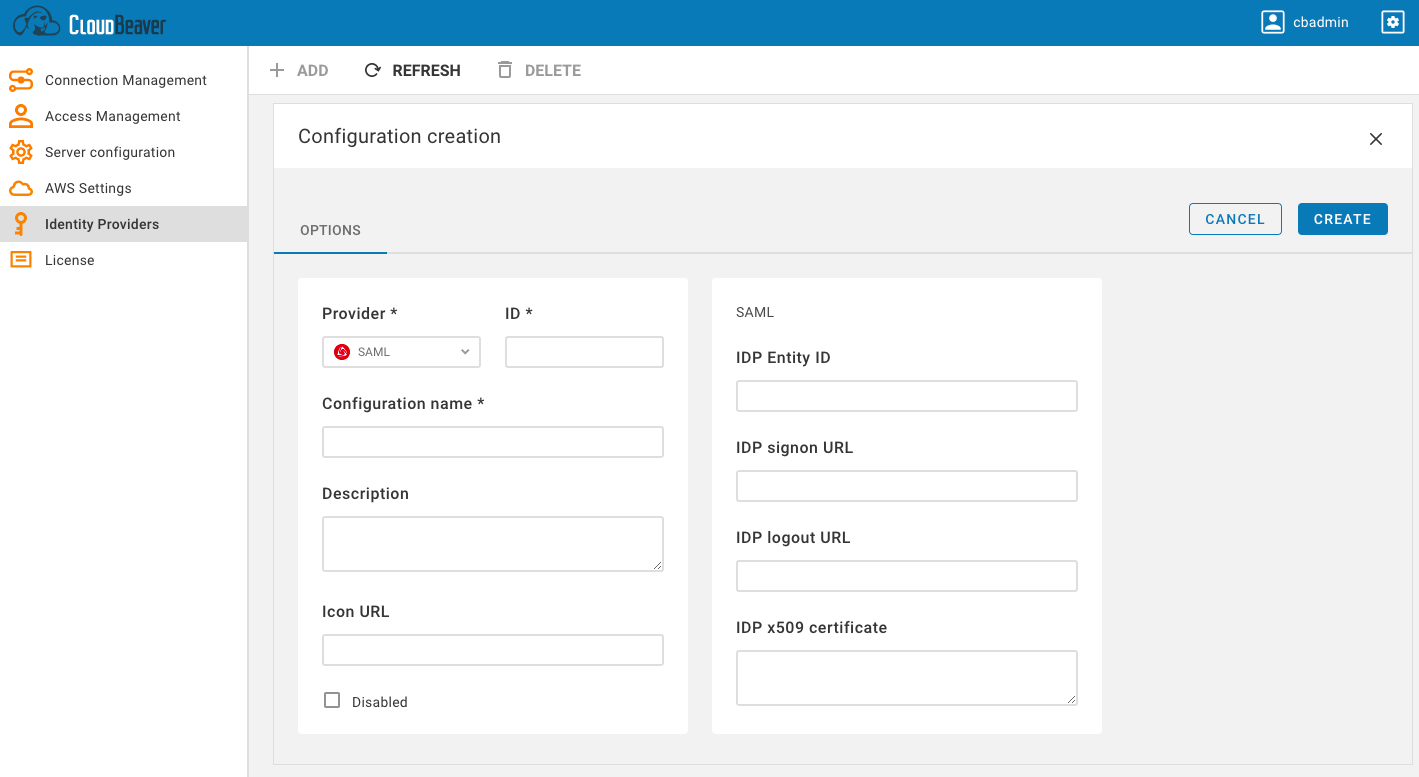 CloudBeaver
cbadmin
Connection Management
Access Management
Server configuration
AWS Settings
Identity Providers
License
ADD
REFRESH
DELETE
Configuration creation
OPTIONS
CANCEL
CREATE
Provider *
ID *
SAML
Configuration name *
Description
Icon URL
Disabled
SAML
IDP Entity ID
IDP signon URL
IDP logout URL
IDP x509 certificate